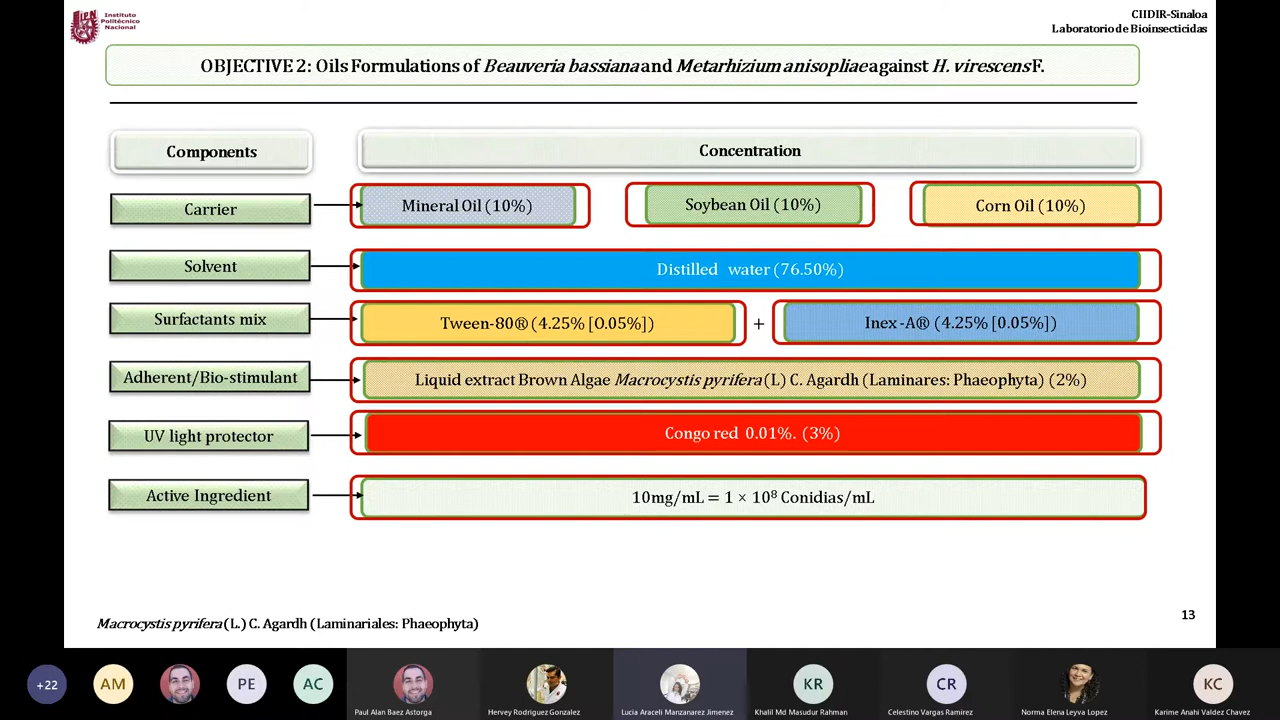 Instituto
Politécnico
Nacional
CIIDIR-Sinaloa
Laboratorio de Bioinsecticidas
OBJECTIVE 2: Oils Formulations of Beauveria bassiana and Metarhizium anisopliae against H. virescens F.
Components
Concentration
Carrier
Mineral Oil (10%)
Soybean Oil (10%)
Corn Oil (10%)
Solvent
Distilled water (76.50%)
Surfactants mix
Tween-80® (4.25% [0.05%])
+
Inex -A® (4.25% [0.05%])
Adherent/Bio-stimulant
Liquid extract Brown Algae Macrocystis pyrifera (L) C. Agardh (Laminares: Phaeophyta) (2%)
UV light protector
Congo red 0.01%. (3%)
Active Ingredient
10mg/mL = 1 × 10⁸ Conidias/mL
Macrocystis pyrifera (L.) C. Agardh (Laminariales: Phaeophyta)
13
+22
AM
PE
AC
KR
CR
KC
Paul Alan Baez Astorga
Hervey Rodriguez Gonzalez
Lucia Araceli Manzanarez Jimenez
Khalil Md Masudur Rahman
Celestino Vargas Ramirez
Norma Elena Leyva Lopez
Karime Anahi Valdez Chavez